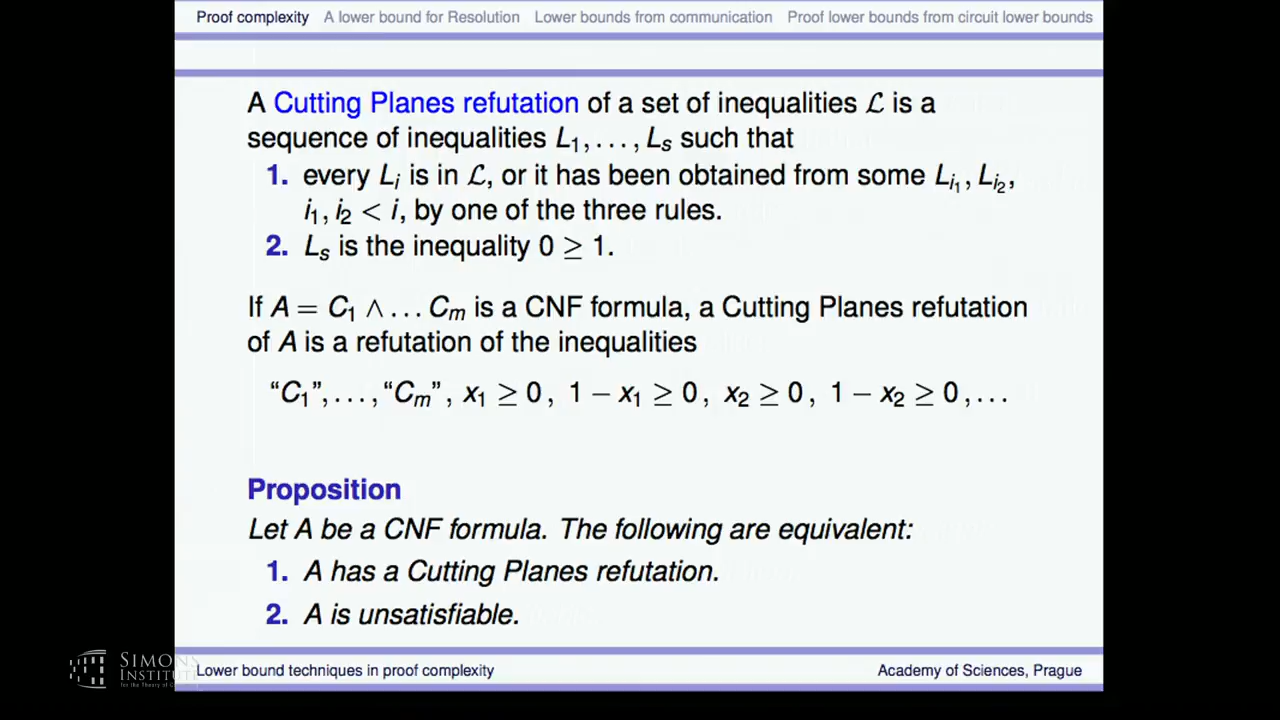 Proof complexity A lower bound for Resolution Lower bounds from communication Proof lower bounds from circuit lower bounds
A Cutting Planes refutation of a set of inequalities ℒ is a
sequence of inequalities L₁, . . . , Lₛ such that
1. every Lᵢ is in ℒ, or it has been obtained from some L_{i₁}, L_{i₂},
i₁, i₂ < i, by one of the three rules.
2. Lₛ is the inequality 0 ≥ 1.
If A = C₁ ∧ . . . Cₘ is a CNF formula, a Cutting Planes refutation
of A is a refutation of the inequalities
“C₁”, . . . , “Cₘ”, x₁ ≥ 0 , 1 − x₁ ≥ 0 , x₂ ≥ 0 , 1 − x₂ ≥ 0 , . . .
Proposition
Let A be a CNF formula. The following are equivalent:
1. A has a Cutting Planes refutation.
2. A is unsatisfiable.
SIMONS
INSTITUTE
Lower bound techniques in proof complexity Academy of Sciences, Prague